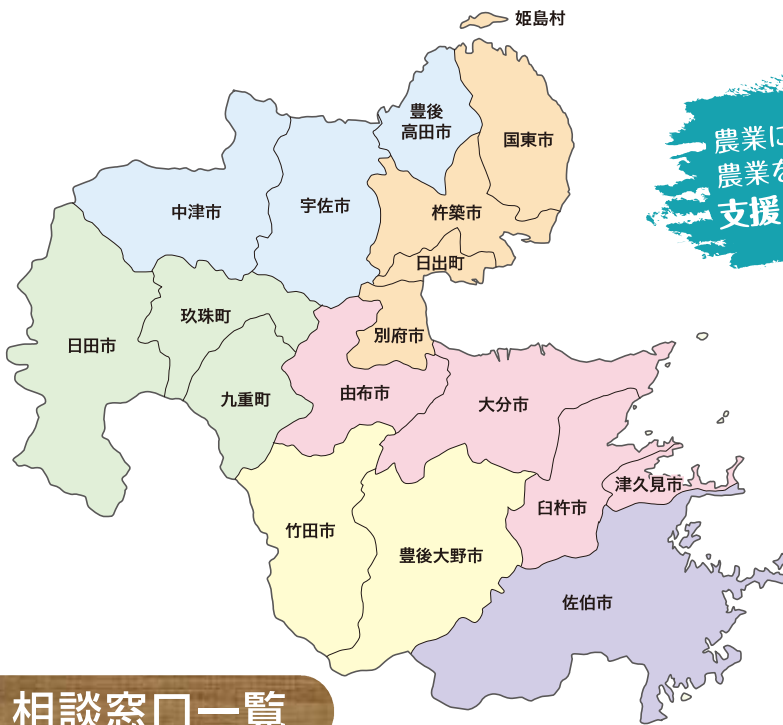 姫島村
豊後
高田市
国東市
農業に
農業を
支援
中津市
宇佐市
杵築市
日出町
玖珠町
別府市
日田市
九重町
由布市
大分市
津久見市
臼杵市
竹田市
豊後大野市
佐伯市
相談窓口一覧